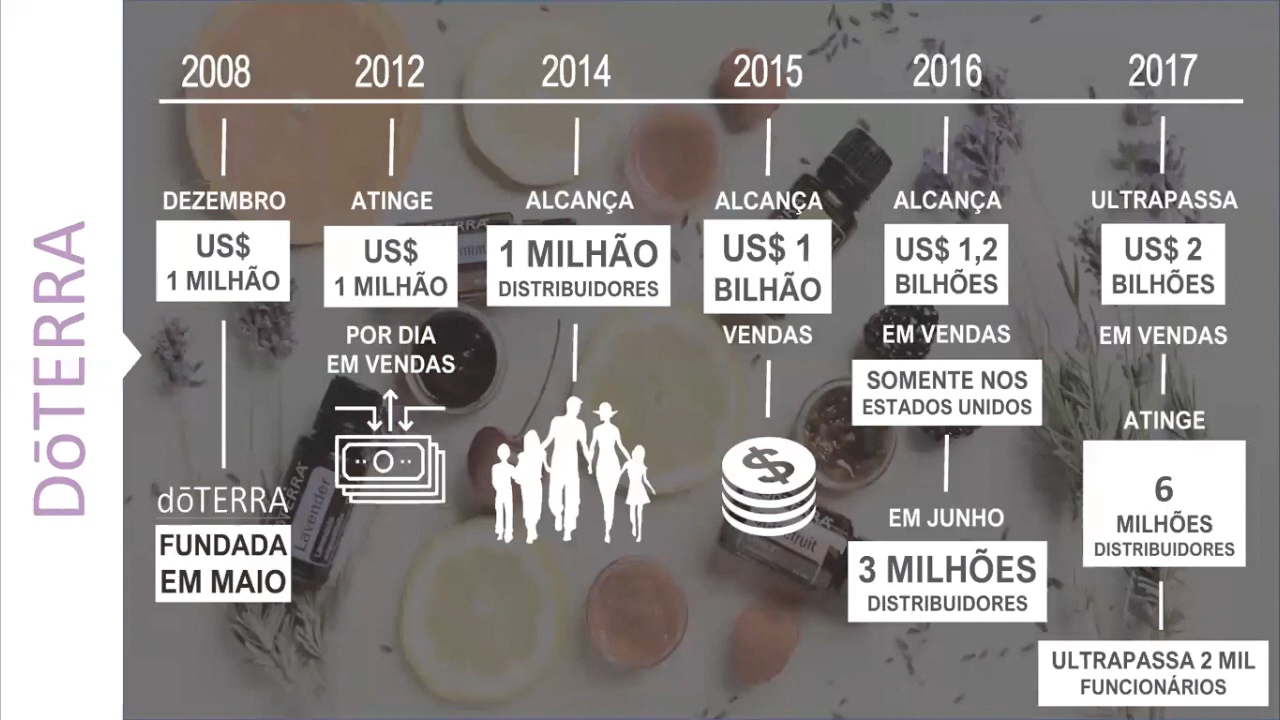 DōTERRA
2008
DEZEMBRO
US$
1 MILHÃO
dōTERRA
FUNDADA
EM MAIO
2012
ATINGE
US$
1 MILHÃO
POR DIA
EM VENDAS
2014
ALCANÇA
1 MILHÃO
DISTRIBUIDORES
2015
ALCANÇA
US$ 1
BILHÃO
VENDAS
$
2016
ALCANÇA
US$ 1,2
BILHÕES
EM VENDAS
SOMENTE NOS
ESTADOS UNIDOS
EM JUNHO
3 MILHÕES
DISTRIBUIDORES
2017
ULTRAPASSA
US$ 2
BILHÕES
EM VENDAS
ATINGE
6
MILHÕES
DISTRIBUIDORES
ULTRAPASSA 2 MIL
FUNCIONÁRIOS
Lavender